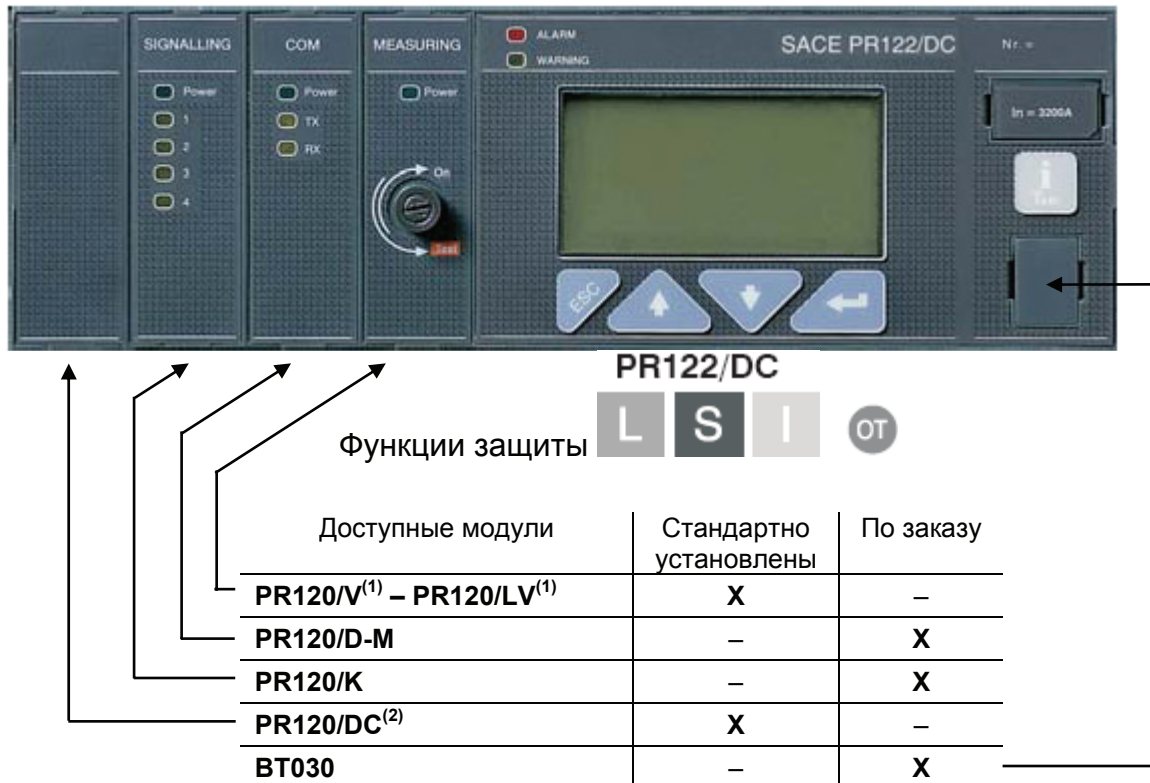 SIGNALLING COM MEASURING ALARM SACE PR122/DC Nr. =
WARNING
Power Power Power In = 3200A
1 TX
2 RX
3
4
On
Test
i
Test
ESC
PR122/DC
Функции защиты L S I OT
Доступные модули Стандартно установлены По заказу
PR120/V(1) – PR120/LV(1) X –
PR120/D-M – X
PR120/K – X
PR120/DC(2) X –
BT030 – X